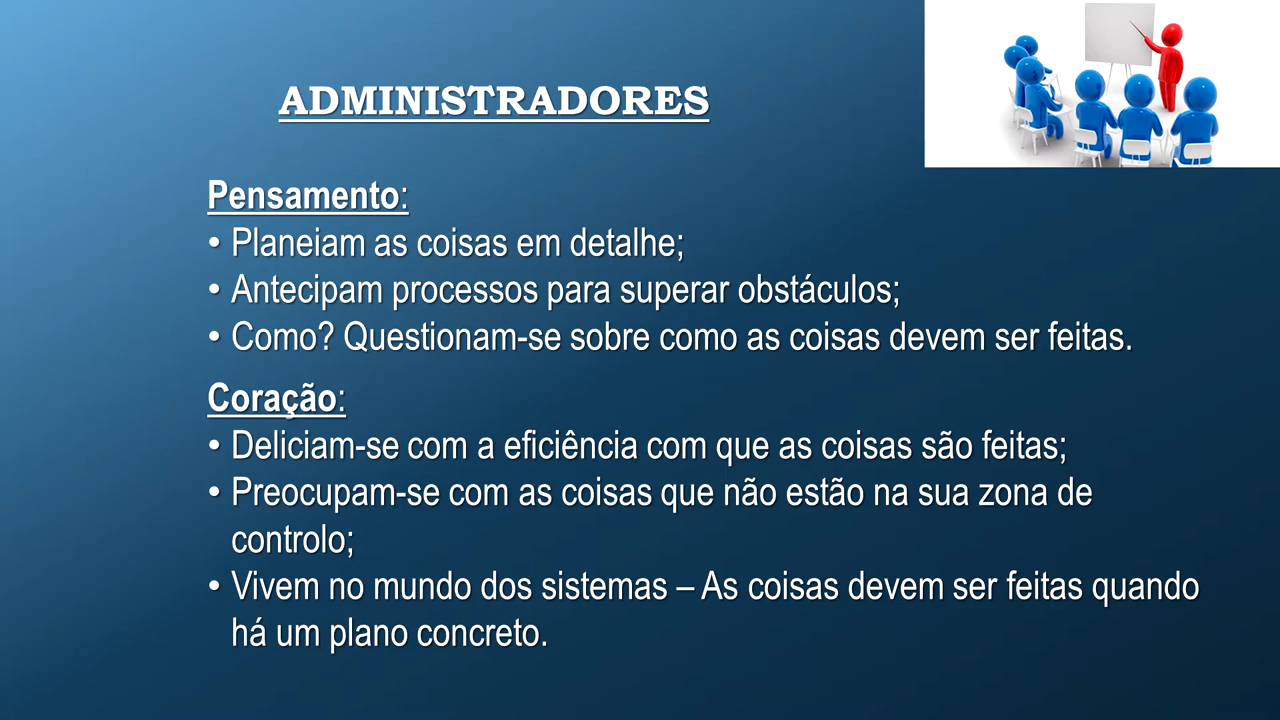 ADMINISTRADORES
Pensamento:
• Planeiam as coisas em detalhe;
• Antecipam processos para superar obstáculos;
• Como? Questionam-se sobre como as coisas devem ser feitas.
Coração:
• Deliciam-se com a eficiência com que as coisas são feitas;
• Preocupam-se com as coisas que não estão na sua zona de
controlo;
• Vivem no mundo dos sistemas – As coisas devem ser feitas quando
há um plano concreto.